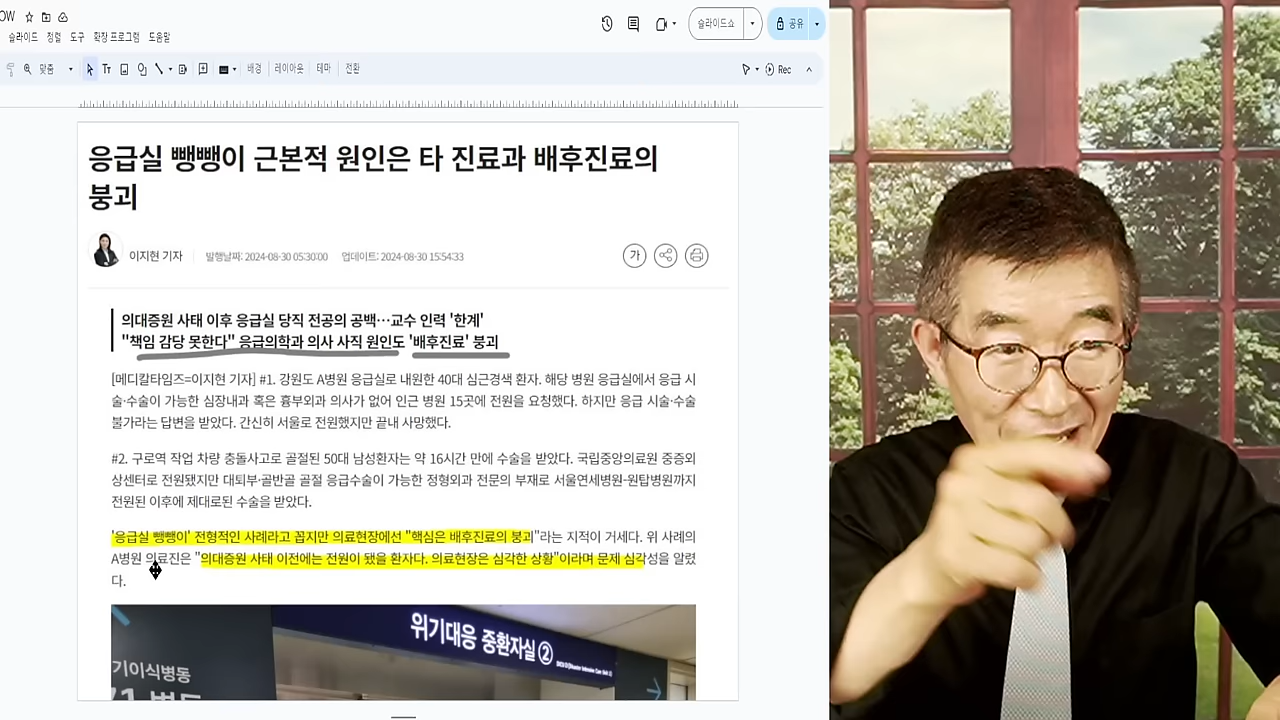 OW
슬라이드 정렬 도구 확장 프로그램 도움말
슬라이드쇼
공유
맞춤
Tr
배경 레이아웃 테마 전환
Rec
응급실 뺑뺑이 근본적 원인은 타 진료과 배후진료의
붕괴
이지현 기자 발행날짜: 2024-08-30 05:30:00 업데이트: 2024-08-30 15:54:33
가
의대증원 사태 이후 응급실 당직 전공의 공백…교수 인력 '한계'
"책임 감당 못한다" 응급의학과 의사 사직 원인도 '배후진료' 붕괴
[메디칼타임즈=이지현 기자] #1. 강원도 A병원 응급실로 내원한 40대 심근경색 환자. 해당 병원 응급실에서 응급 시
술·수술이 가능한 심장내과 혹은 흉부외과 의사가 없어 인근 병원 15곳에 전원을 요청했다. 하지만 응급 시술·수술
불가라는 답변을 받았다. 간신히 서울로 전원했지만 끝내 사망했다.
#2. 구로역 작업 차량 충돌사고로 골절된 50대 남성환자는 약 16시간 만에 수술을 받았다. 국립중앙의료원 중증외
상센터로 전원됐지만 대퇴부·골반골 골절 응급수술이 가능한 정형외과 전문의 부재로 서울연세병원-원탑병원까지
전원된 이후에 제대로된 수술을 받았다.
'응급실 뺑뺑이' 전형적인 사례라고 꼽지만 의료현장에선 "핵심은 배후진료의 붕괴"라는 지적이 거세다. 위 사례의
A병원 의료진은 "의대증원 사태 이전에는 전원이 됐을 환자다. 의료현장은 심각한 상황"이라며 문제 심각성을 알렸
다.
위기대응 중환자실 ②
기이식병동
71 병동